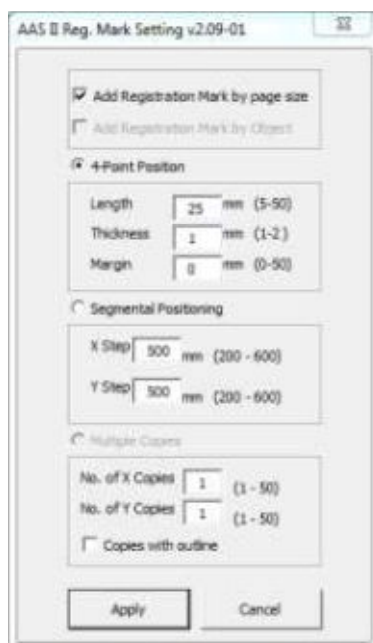 AAS II Reg. Mark Setting v2.09-01
Add Registration Mark by page size
Add Registration Mark by Object
4-Point Position
Length 25 mm (5-50)
Thickness 1 mm (1-2)
Margin 0 mm (0-50)
Segmental Positioning
X Step 500 mm (200 - 600)
Y Step 500 mm (200 - 600)
Multiple Copies
No. of X Copies 1 (1 - 50)
No. of Y Copies 1 (1 - 50)
Copies with outline
Apply Cancel